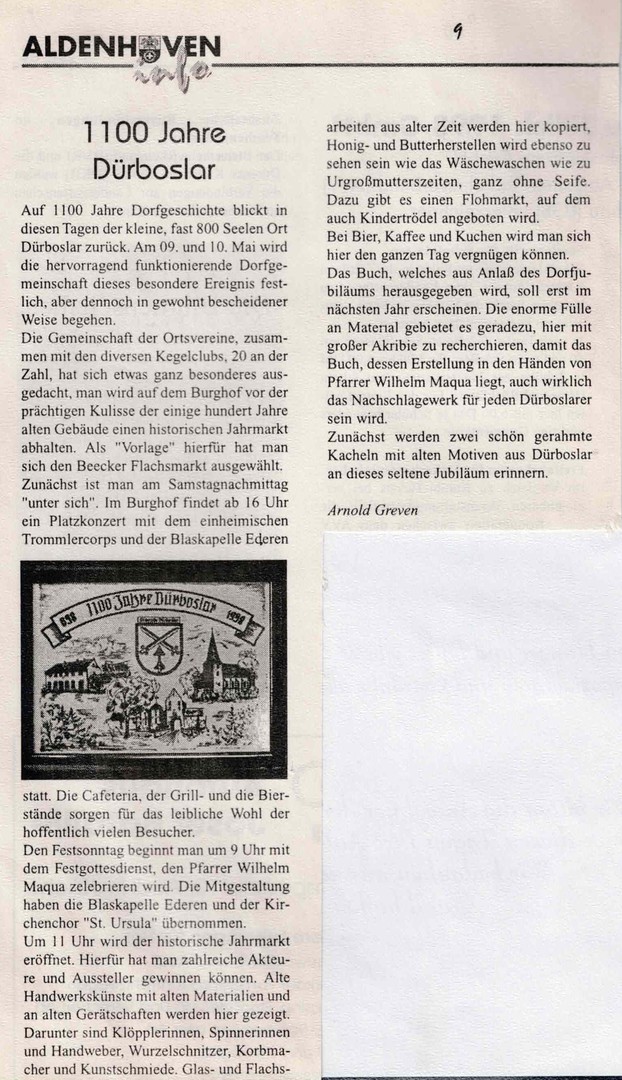 9
ALDENHOVEN
info
1100 Jahre
Dürboslar
Auf 1100 Jahre Dorfgeschichte blickt in
diesen Tagen der kleine, fast 800 Seelen Ort
Dürboslar zurück. Am 09. und 10. Mai wird
die hervorragend funktionierende Dorfge-
meinschaft dieses besondere Ereignis fest-
lich, aber dennoch in gewohnt bescheidener
Weise begehen.
Die Gemeinschaft der Ortsvereine, zusam-
men mit den diversen Kegelclubs, 20 an der
Zahl, hat sich etwas ganz besonderes aus-
gedacht, man wird auf dem Burghof vor der
prächtigen Kulisse der einige hundert Jahre
alten Gebäude einen historischen Jahrmarkt
abhalten. Als "Vorlage" hierfür hat man
sich den Beecker Flachsmarkt ausgewählt.
Zunächst ist man am Samstagnachmittag
"unter sich". Im Burghof findet ab 16 Uhr
ein Platzkonzert mit dem einheimischen
Trommlercorps und der Blaskapelle Ederen
898 1100 Jahre Dürboslar 1998
statt. Die Cafeteria, der Grill- und die Bier-
stände sorgen für das leibliche Wohl der
hoffentlich vielen Besucher.
Den Festsonntag beginnt man um 9 Uhr mit
dem Festgottesdienst, den Pfarrer Wilhelm
Maqua zelebrieren wird. Die Mitgestaltung
haben die Blaskapelle Ederen und der Kir-
chenchor "St. Ursula" übernommen.
Um 11 Uhr wird der historische Jahrmarkt
eröffnet. Hierfür hat man zahlreiche Akteu-
re und Aussteller gewinnen können. Alte
Handwerkskünste mit alten Materialien und
an alten Gerätschaften werden hier gezeigt.
Darunter sind Klöpplerinnen, Spinnerinnen
und Handweber, Wurzelschnitzer, Korbma-
cher und Kunstschmiede. Glas- und Flachs-
arbeiten aus alter Zeit werden hier kopiert,
Honig- und Butterherstellen wird ebenso zu
sehen sein wie das Wäschewaschen wie zu
Urgroßmutterszeiten, ganz ohne Seife.
Dazu gibt es einen Flohmarkt, auf dem
auch Kindertrödel angeboten wird.
Bei Bier, Kaffee und Kuchen wird man sich
hier den ganzen Tag vergnügen können.
Das Buch, welches aus Anlaß des Dorfju-
biläums herausgegeben wird, soll erst im
nächsten Jahr erscheinen. Die enorme Fülle
an Material gebietet es geradezu, hier mit
großer Akribie zu recherchieren, damit das
Buch, dessen Erstellung in den Händen von
Pfarrer Wilhelm Maqua liegt, auch wirklich
das Nachschlagewerk für jeden Dürboslarer
sein wird.
Zunächst werden zwei schön gerahmte
Kacheln mit alten Motiven aus Dürboslar
an dieses seltene Jubiläum erinnern.
Arnold Greven